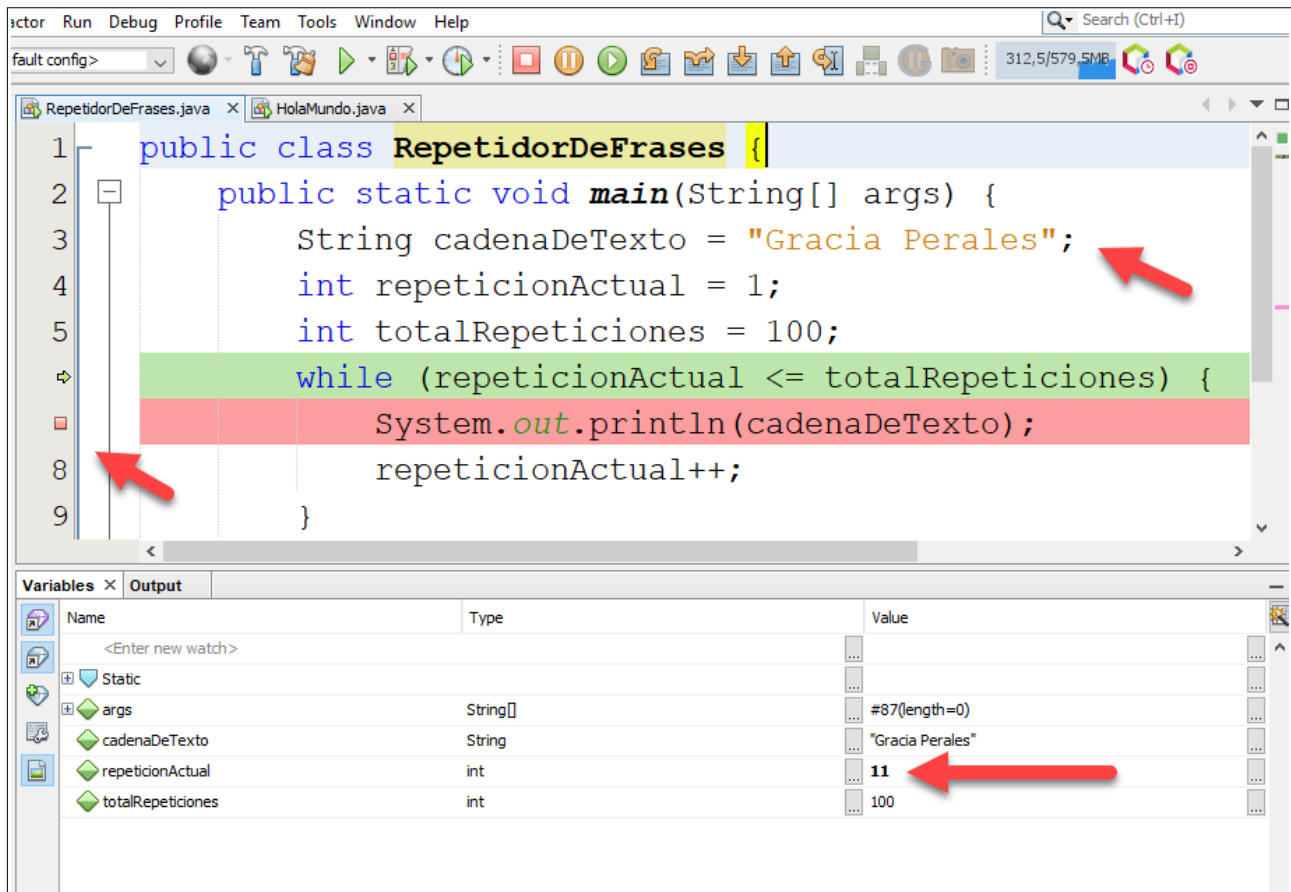 actor Run Debug Profile Team Tools Window Help
Search (Ctrl+I)
fault config>
312,5/579,5MB
RepetidorDeFrases.java
HolaMundo.java
1 public class RepetidorDeFrases {
2 public static void main(String[] args) {
3 String cadenaDeTexto = "Gracia Perales";
4 int repeticionActual = 1;
5 int totalRepeticiones = 100;
while (repeticionActual <= totalRepeticiones) {
System.out.println(cadenaDeTexto);
8 repeticionActual++;
9 }
Variables Output
Name Type Value
<Enter new watch> ... ...
Static ... ...
args String[] ... #87(length=0) ...
cadenaDeTexto String ... "Gracia Perales" ...
repeticionActual int ... 11 ...
totalRepeticiones int ... 100 ...